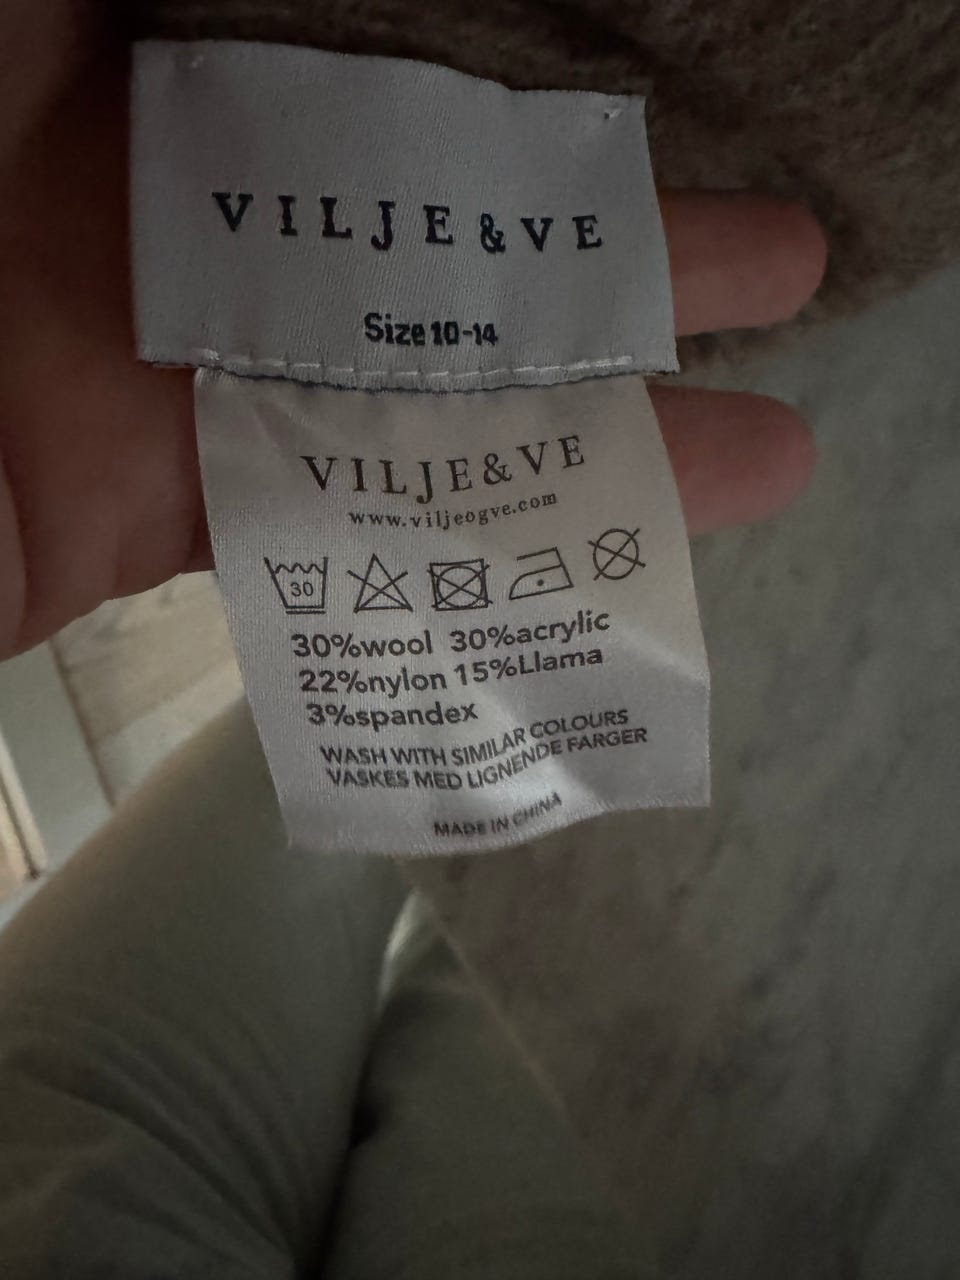 VILJE&VE
Size 10-14
VILJE&VE
www.viljeogve.com
30
30%wool 30%acrylic
22%nylon 15%Llama
3%spandex
WASH WITH SIMILAR COLOURS
VASKES MED LIGNENDE FARGER
MADE IN CHINA